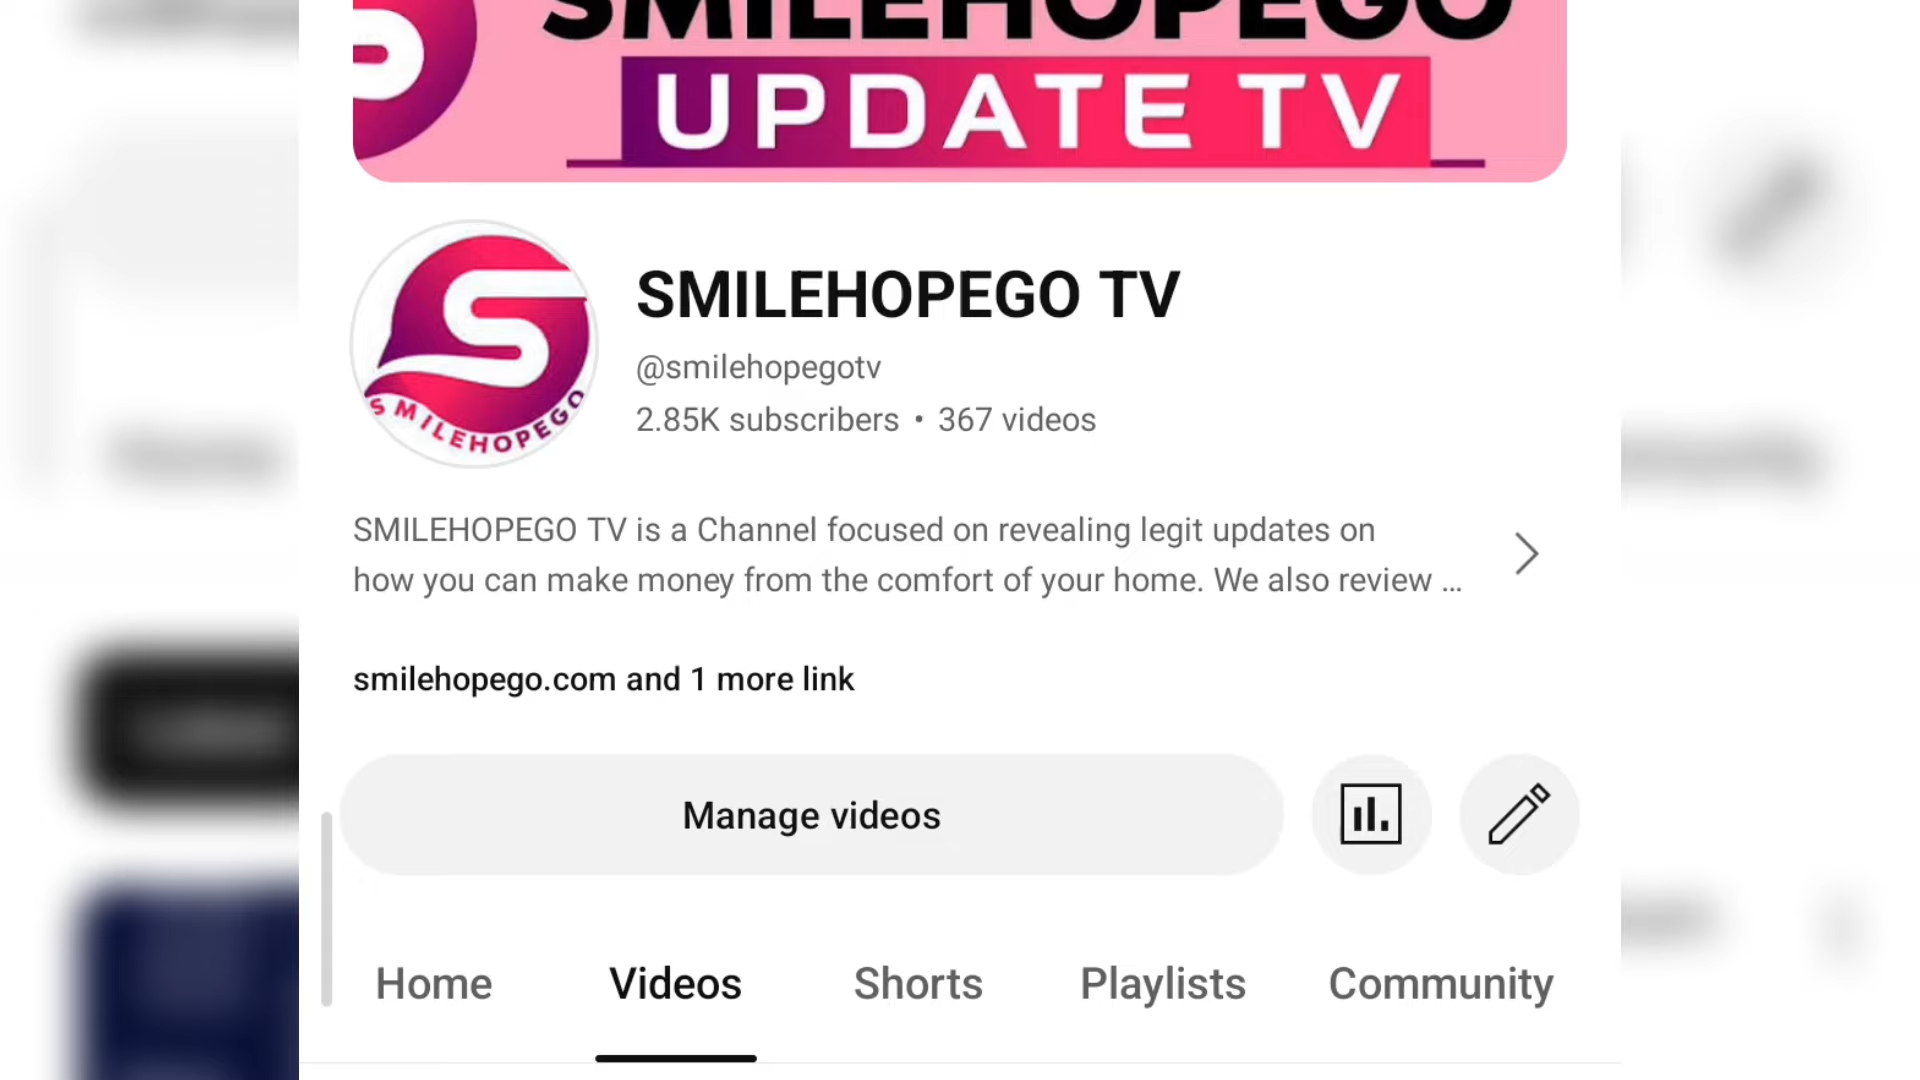 SMILEHOPEGO
UPDATE TV
SMILEHOPEGO
SMILEHOPEGO TV
@smilehopegotv
2.85K subscribers • 367 videos
SMILEHOPEGO TV is a Channel focused on revealing legit updates on
how you can make money from the comfort of your home. We also review ...
smilehopego.com and 1 more link
Manage videos
Home Videos Shorts Playlists Community